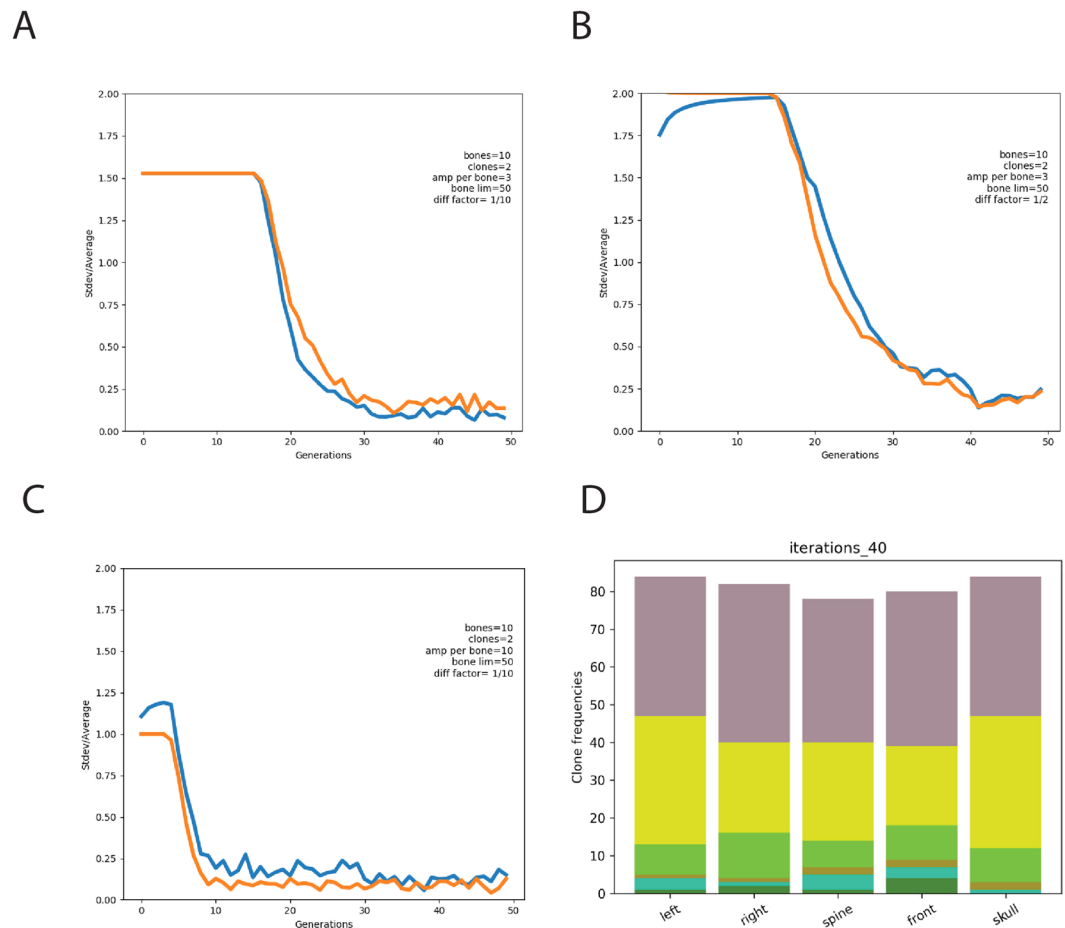 A
B
2.00
1.75
1.50
1.25
1.00
0.75
0.50
0.25
0.00
Stdev/Average
bones=10
clones=2
amp per bone=3
bone lim=50
diff factor= 1/10
0
10
20
30
40
50
Generations
2.00
1.75
1.50
1.25
1.00
0.75
0.50
0.25
0.00
Stdev/Average
bones=10
clones=2
amp per bone=3
bone lim=50
diff factor= 1/2
0
10
20
30
40
50
Generations
C
D
2.00
1.75
1.50
1.25
1.00
0.75
0.50
0.25
0.00
Stdev/Average
bones=10
clones=2
amp per bone=10
bone lim=50
diff factor= 1/10
0
10
20
30
40
50
Generations
iterations_40
80
70
60
50
40
30
20
10
0
Clone frequencies
left
right
spine
front
skull